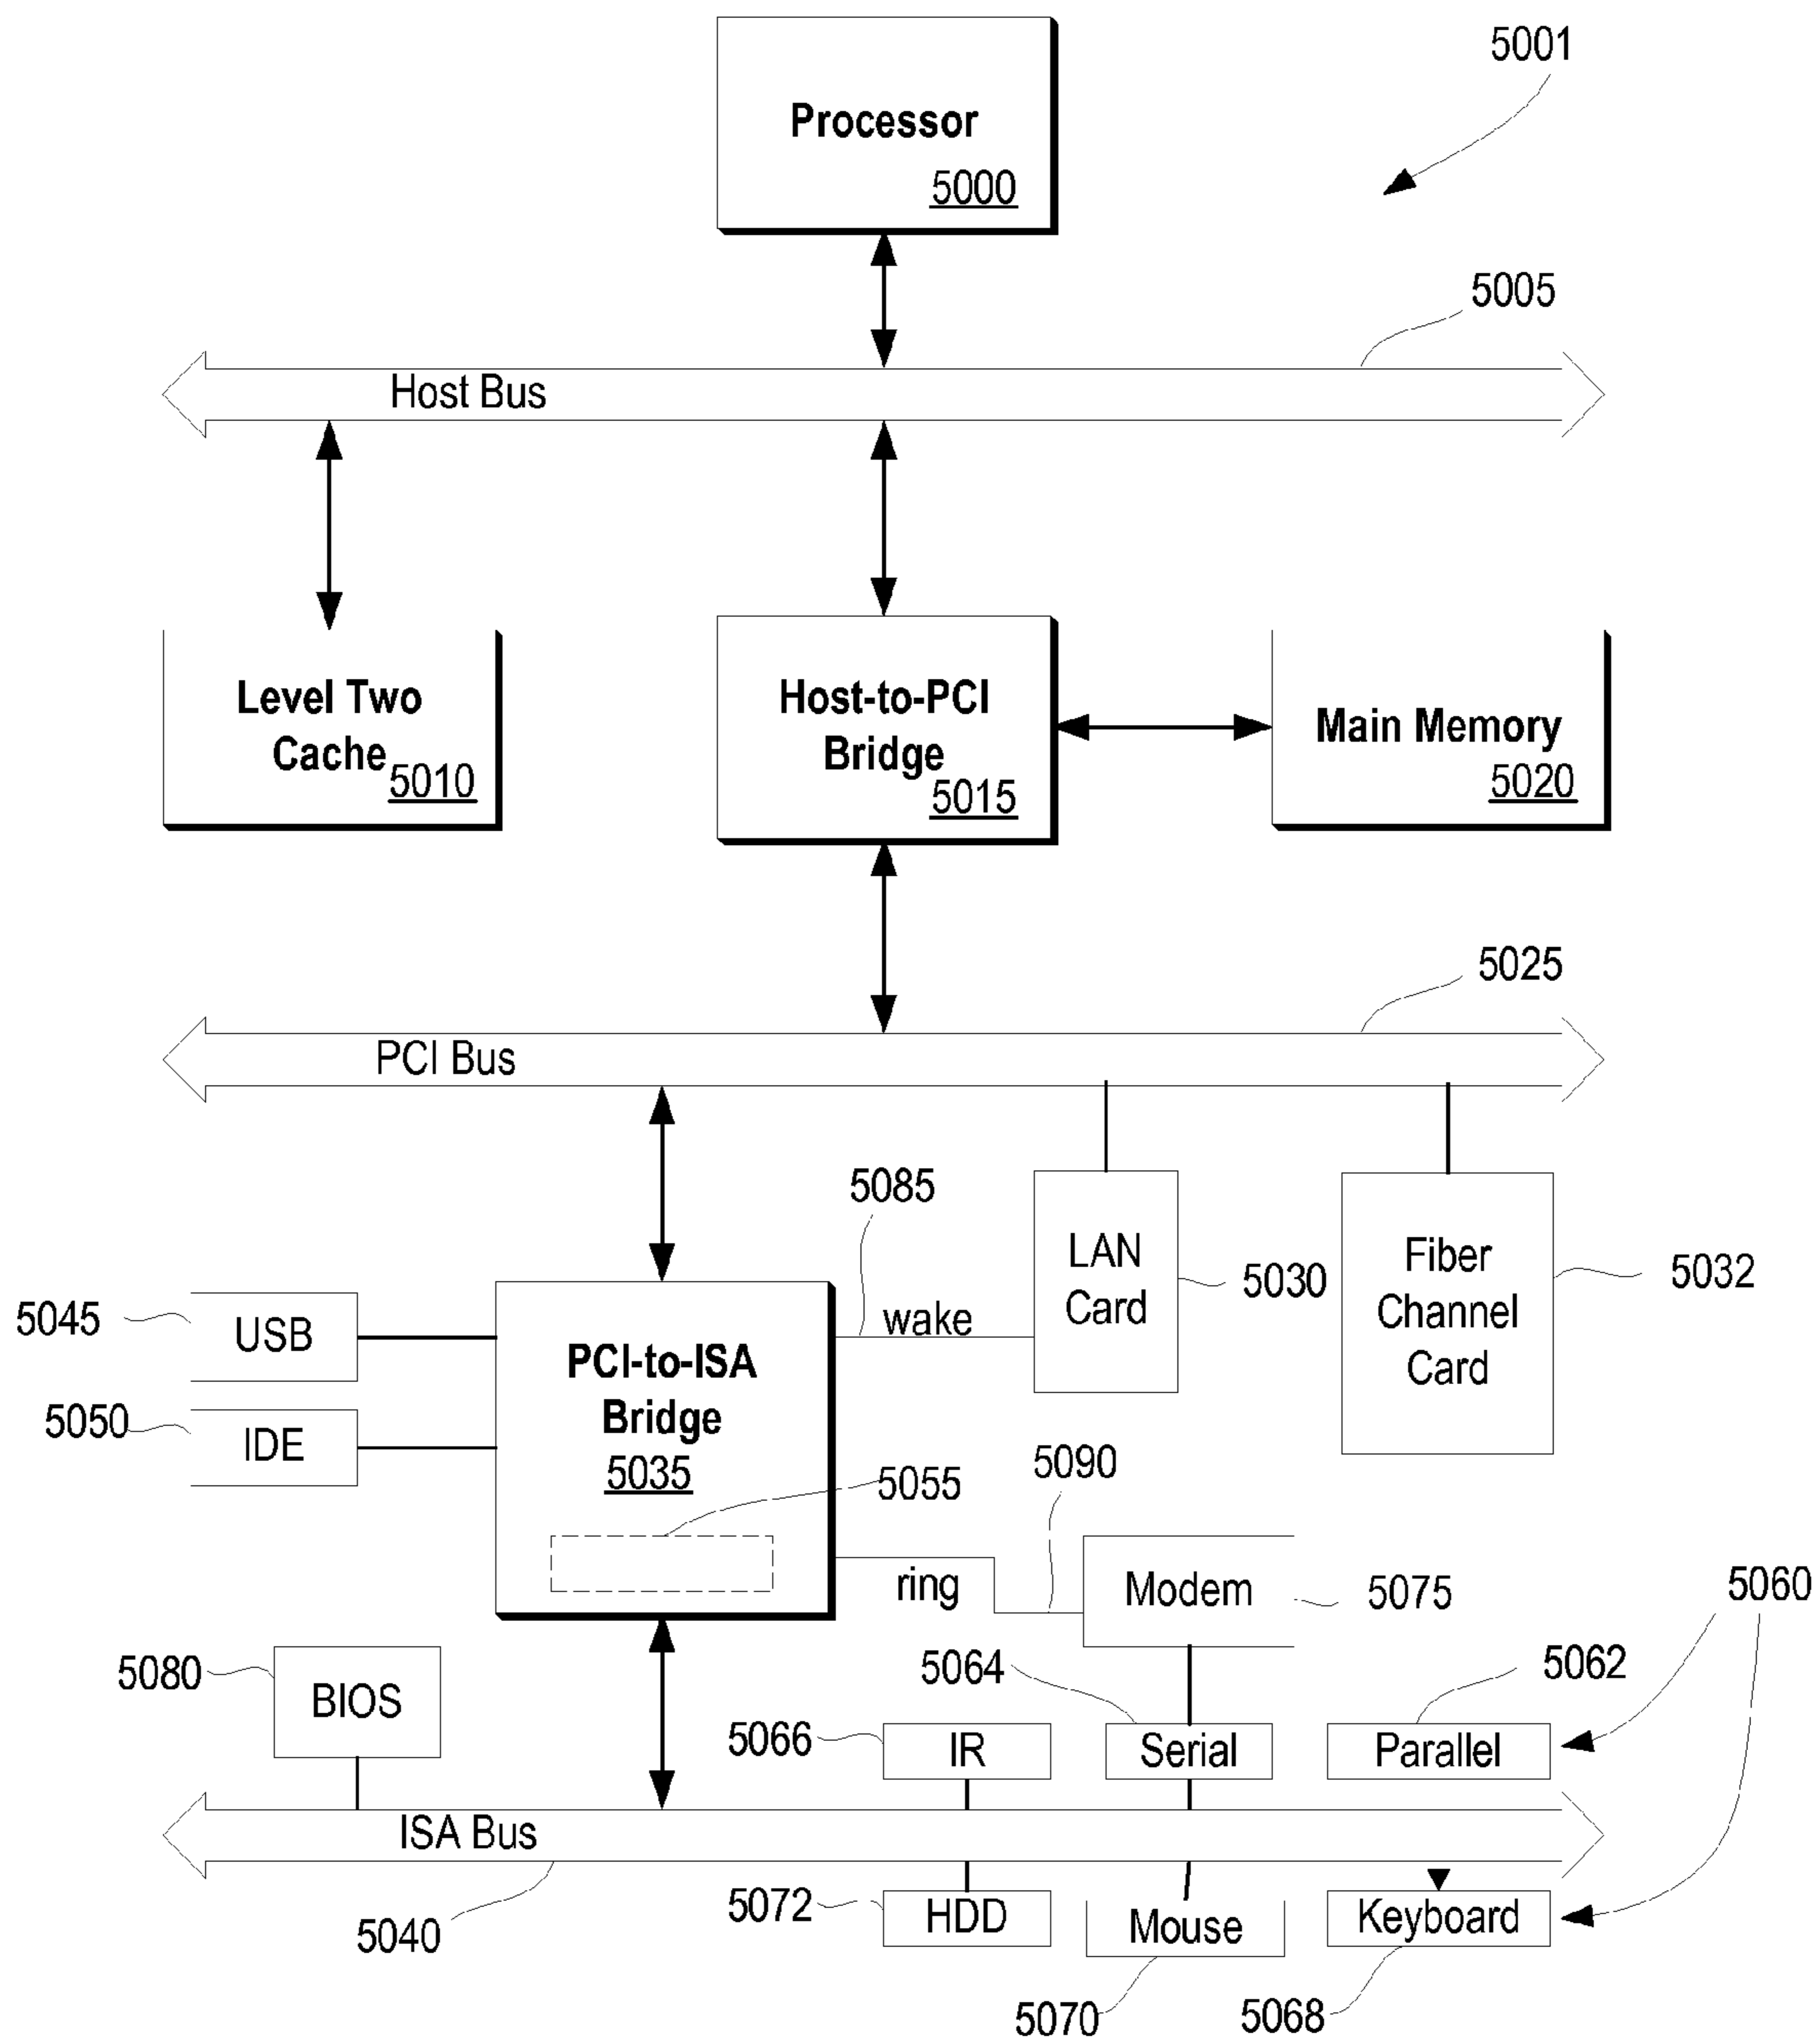 5001
Processor
5000
5005
Host Bus
Level Two
Cache
5010
Host-to-PCI
Bridge
5015
Main Memory
5020
5025
PCI Bus
5085
LAN
Card
5030
Fiber
Channel
Card
5032
wake
5045
USB
5050
IDE
PCI-to-ISA
Bridge
5035
5055
5090
ring
Modem
5075
5060
5080
BIOS
5064
5062
5066
IR
Serial
Parallel
ISA Bus
5040
5072
HDD
Mouse
Keyboard
5070
5068